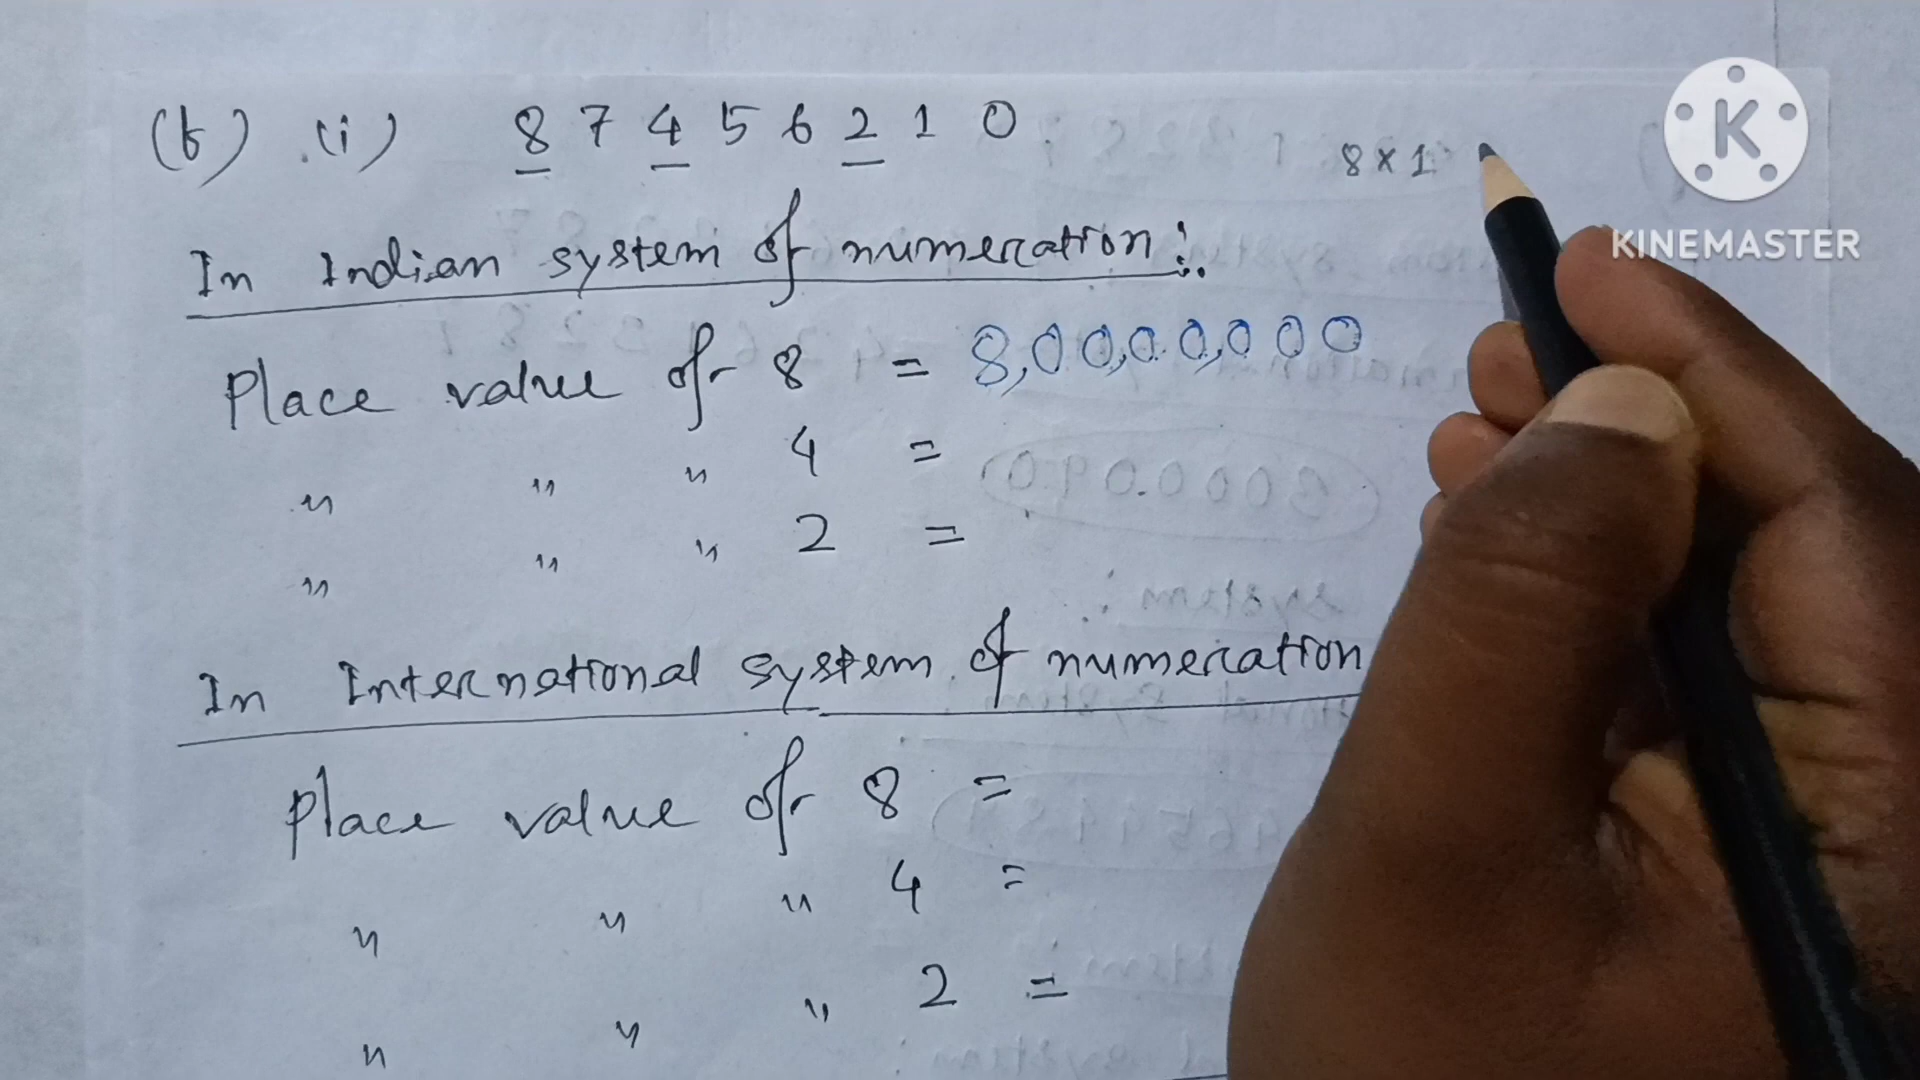 (b) (i) 8 7 4 5 6 2 1 0
8 × 1
K
KINEMASTER
In Indian system of numeration :
Place value of 8 = 8,00,00,000
" " " 4 =
" " " 2 =
In International system of numeration
Place value of 8 =
" " " 4 =
" " " 2 =